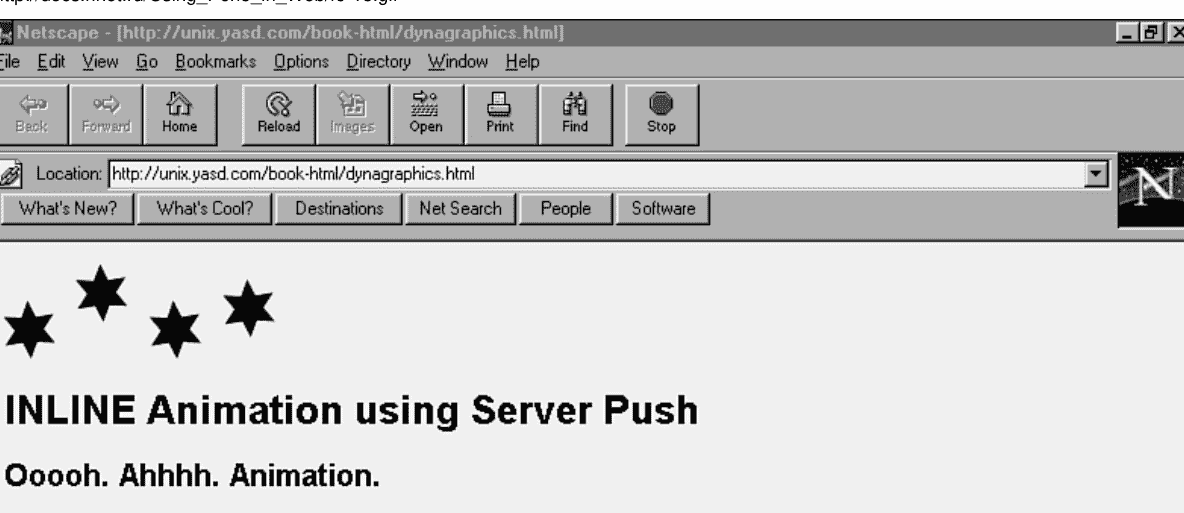 Netscape - [http://unix.yasd.com/book-html/dynagraphics.html]
File Edit View Go Bookmarks Options Directory Window Help
Back Forward Home Reload Images Open Print Find Stop
Location: http://unix.yasd.com/book-html/dynagraphics.html
N
What's New? What's Cool? Destinations Net Search People Software
INLINE Animation using Server Push
Ooooh. Ahhhh. Animation.